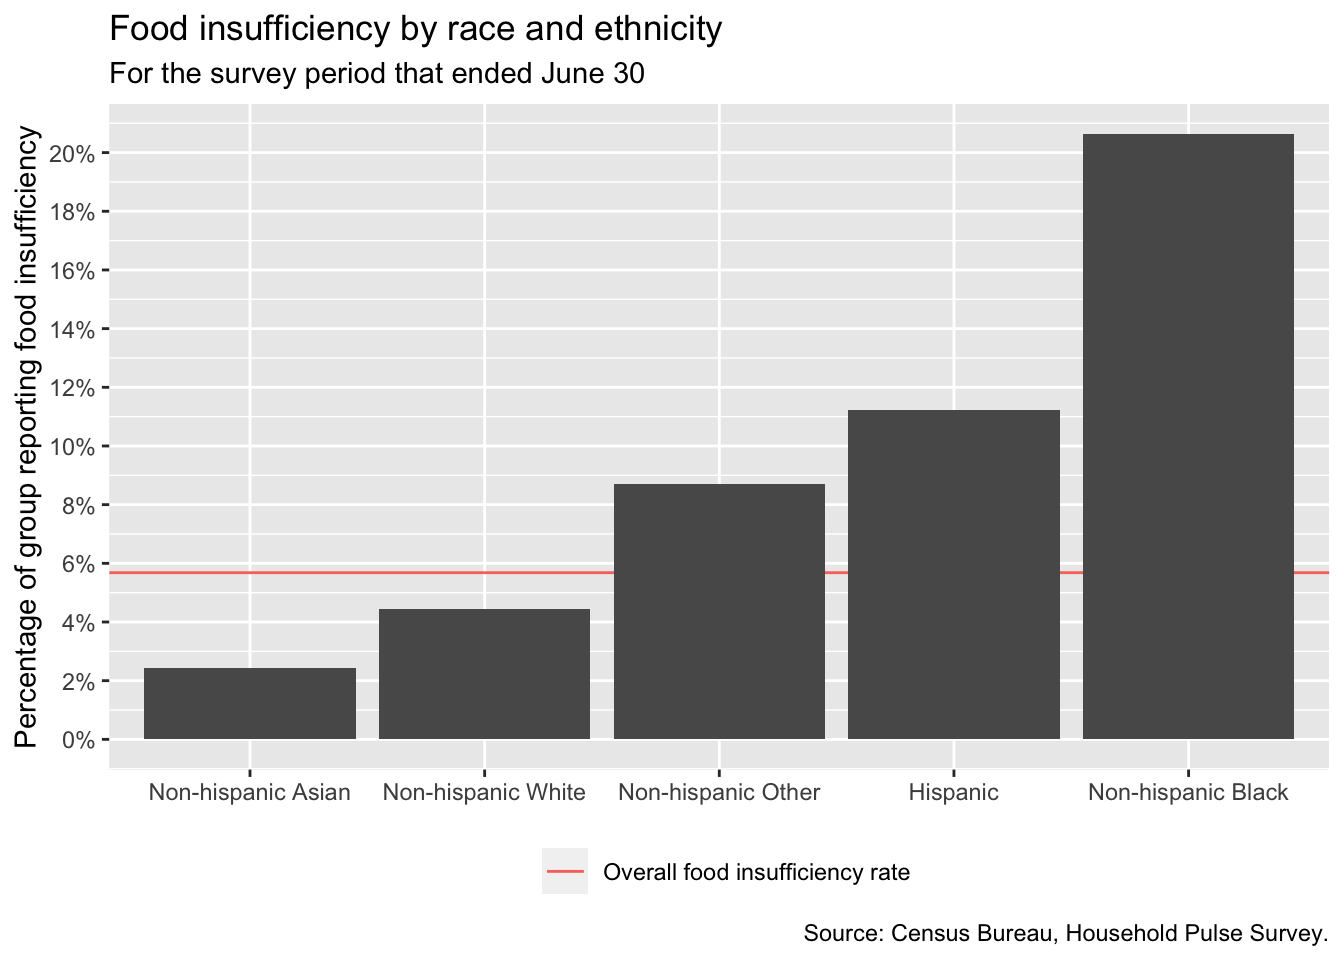 Food insufficiency by race and ethnicity
For the survey period that ended June 30
Percentage of group reporting food insufficiency
20%
18%
16%
14%
12%
10%
8%
6%
4%
2%
0%
Non-hispanic Asian
Non-hispanic White
Non-hispanic Other
Hispanic
Non-hispanic Black
Overall food insufficiency rate
Source: Census Bureau, Household Pulse Survey.